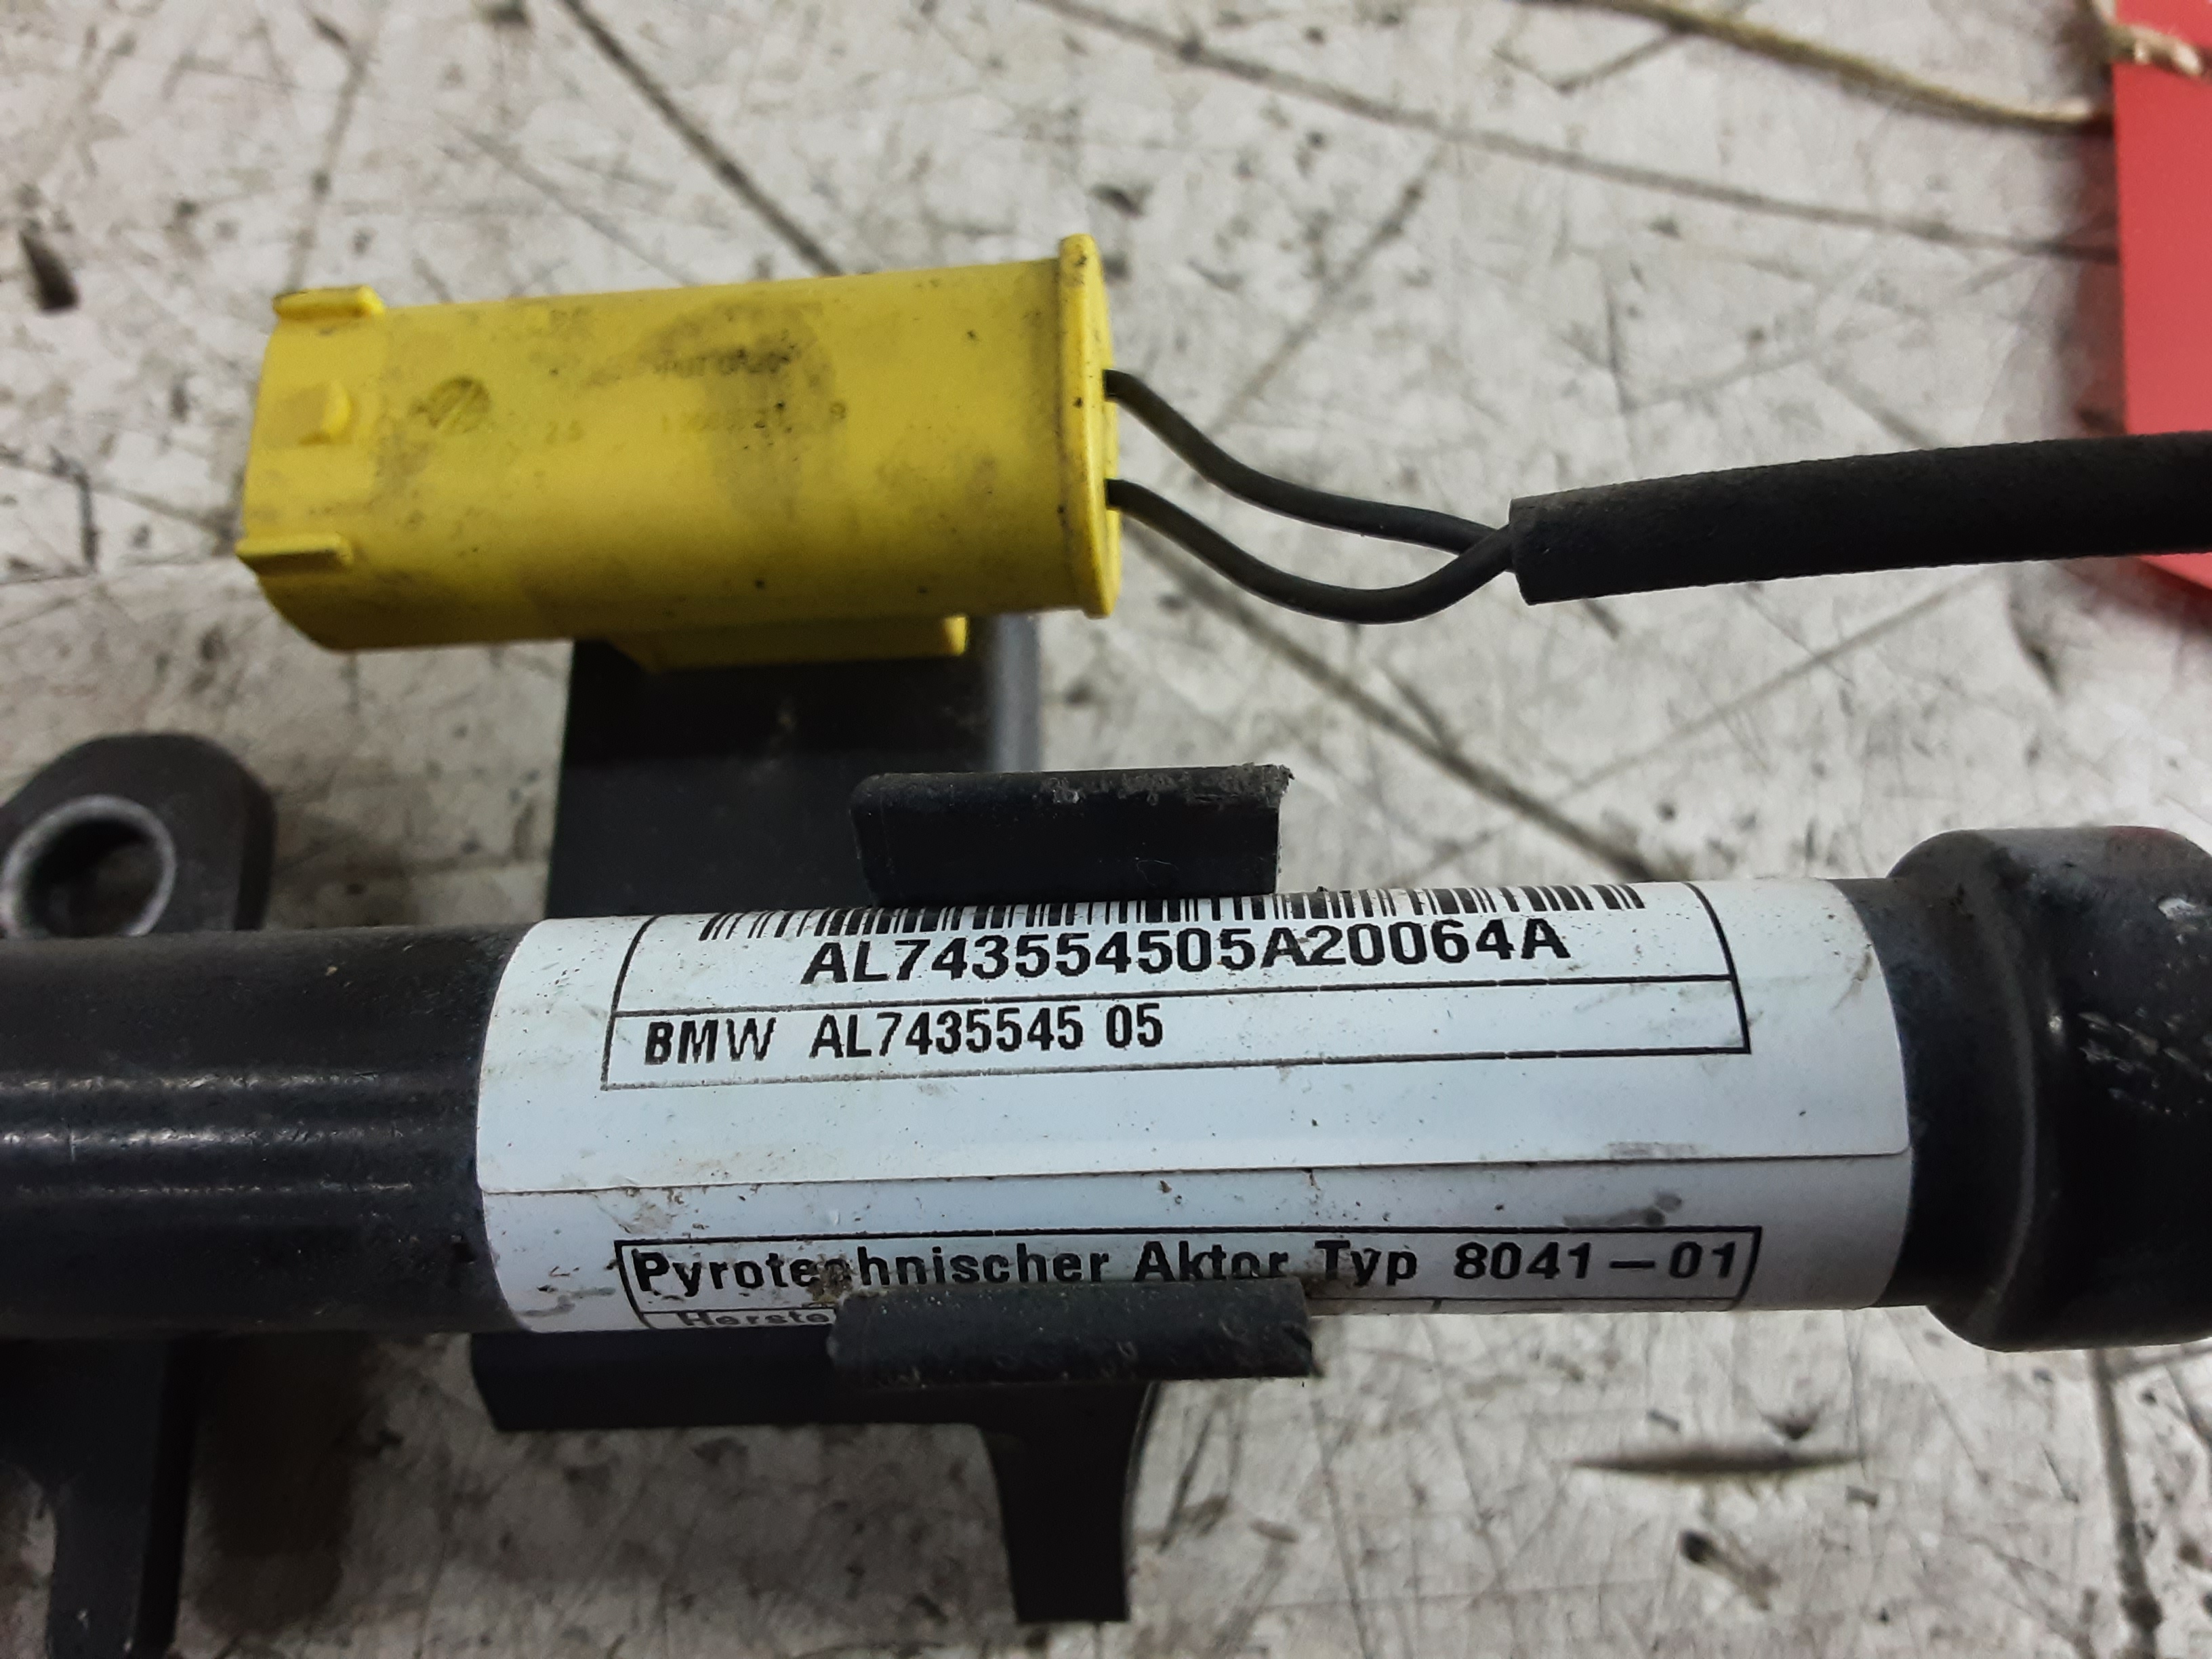 AL743554505A20064A
BMW AL7435545 05
Pyrotechnischer Aktor Typ 8041-01